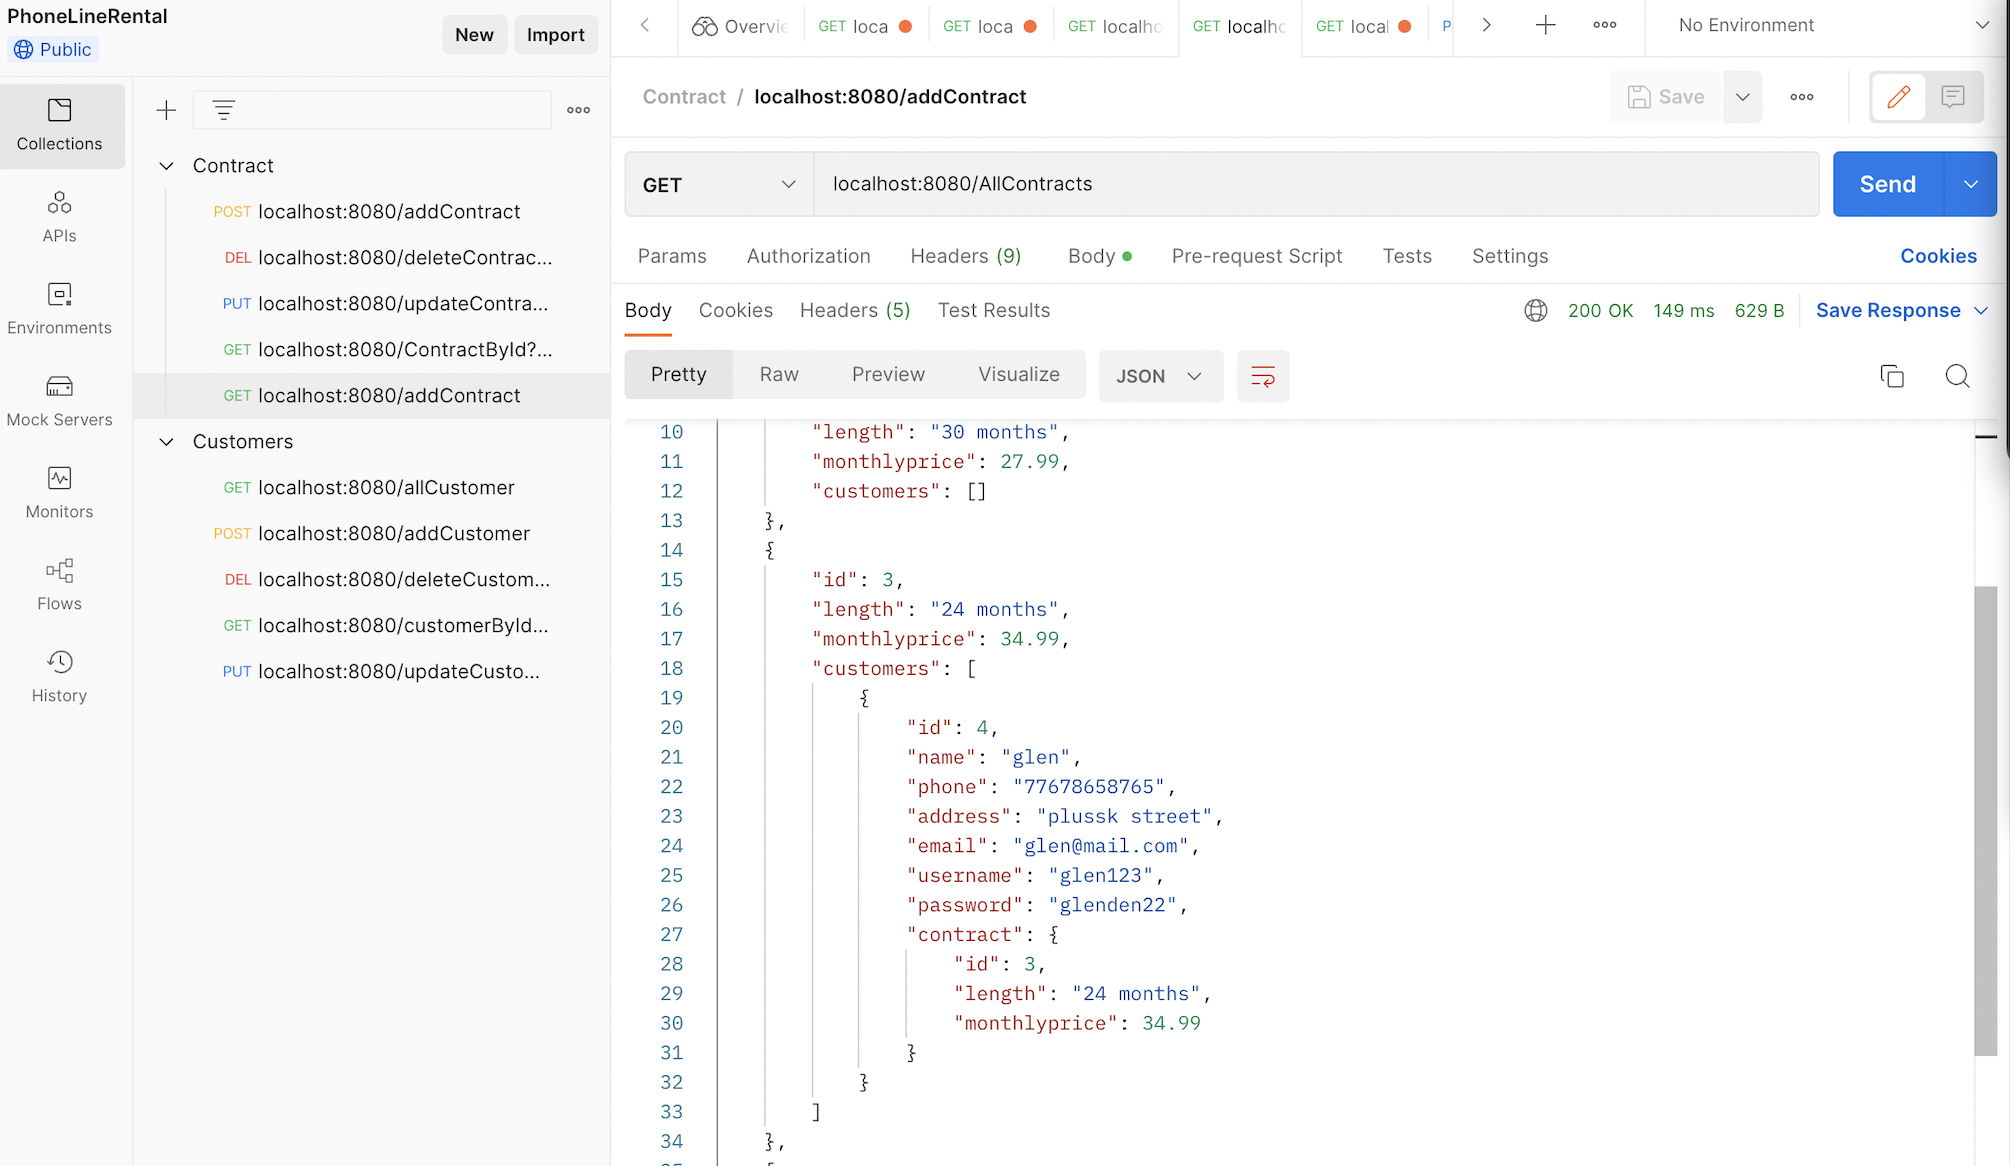 PhoneLineRental
Public
New
Import
Collections
APIs
Environments
Mock Servers
Monitors
Flows
History
Contract
POST localhost:8080/addContract
DEL localhost:8080/deleteContrac...
PUT localhost:8080/updateContra...
GET localhost:8080/ContractById?...
GET localhost:8080/addContract
Customers
GET localhost:8080/allCustomer
POST localhost:8080/addCustomer
DEL localhost:8080/deleteCustom...
GET localhost:8080/customerById...
PUT localhost:8080/updateCusto...
Overvie
GET loca
GET loca
GET localho
GET localho
GET local
P
No Environment
Contract / localhost:8080/addContract
Save
GET
localhost:8080/AllContracts
Send
Params Authorization Headers (9) Body Pre-request Script Tests Settings Cookies
Body Cookies Headers (5) Test Results 200 OK 149 ms 629 B Save Response
Pretty Raw Preview Visualize JSON
10 "length": "30 months",
11 "monthlyprice": 27.99,
12 "customers": []
13 },
14 {
15 "id": 3,
16 "length": "24 months",
17 "monthlyprice": 34.99,
18 "customers": [
19 {
20 "id": 4,
21 "name": "glen",
22 "phone": "77678658765",
23 "address": "plussk street",
24 "email": "glen@mail.com",
25 "username": "glen123",
26 "password": "glenden22",
27 "contract": {
28 "id": 3,
29 "length": "24 months",
30 "monthlyprice": 34.99
31 }
32 }
33 ]
34 },